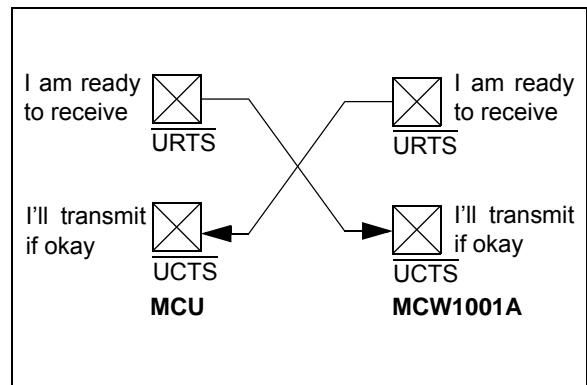 I am ready
to receive
URTS
I am ready
to receive
URTS
I'll transmit
if okay
UCTS
MCU
I'll transmit
if okay
UCTS
MCW1001A